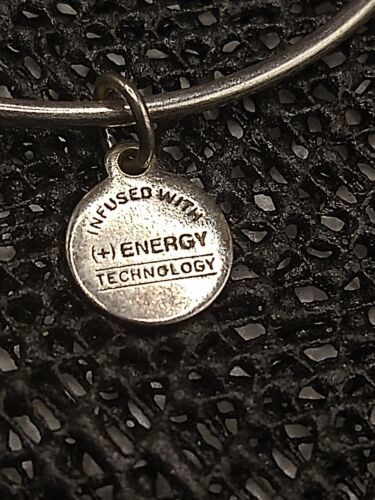 INFUSED WITH
(+) ENERGY
TECHNOLOGY